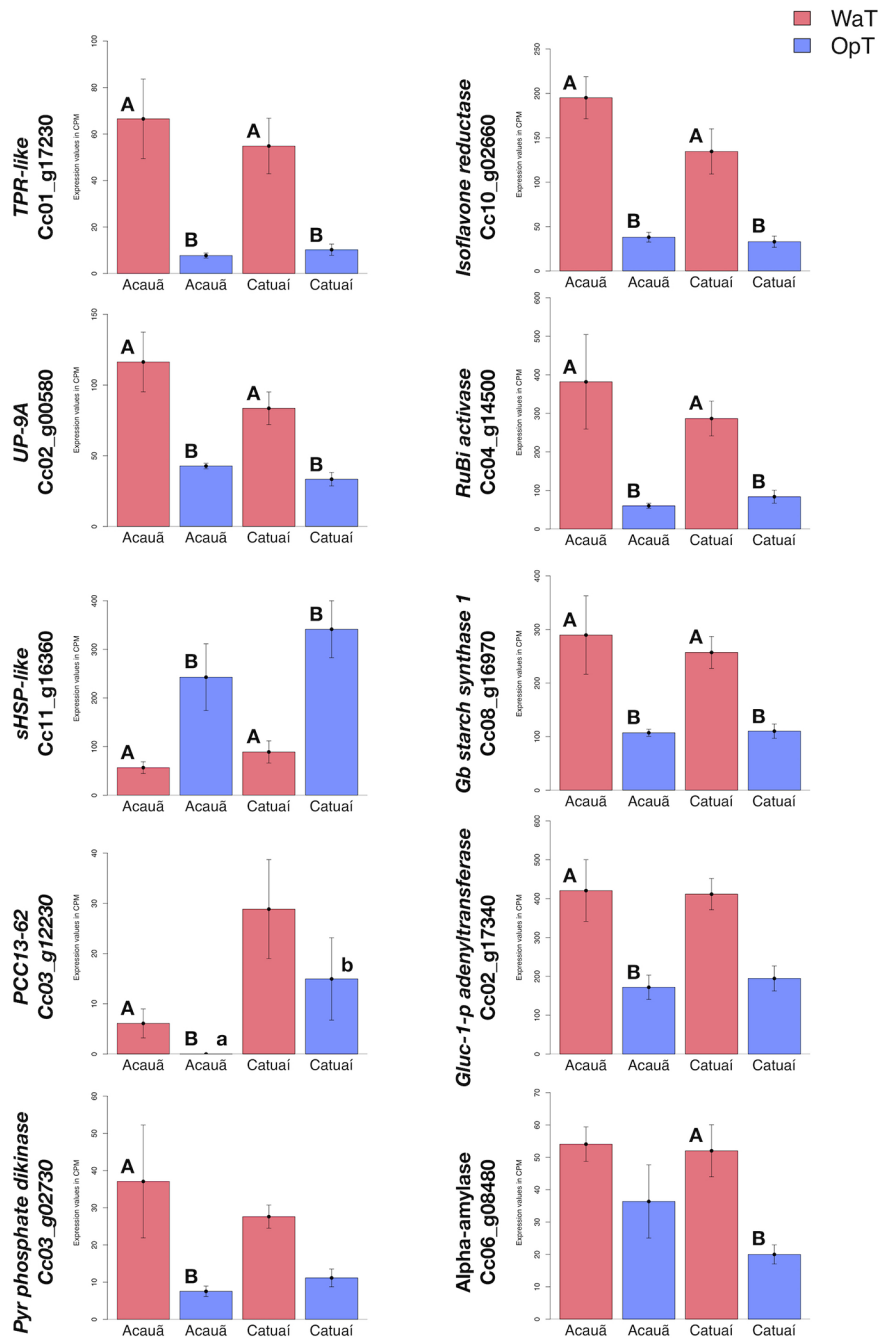 WaT
OpT
TPR-like
Cc01_g17230
Expression values in CPM
0
20
40
60
80
100
A
B
A
B
Acauã
Acauã
Catuaí
Catuaí
Isoflavone reductase
Cc10_g02660
Expression values in CPM
0
50
100
150
200
250
A
B
A
B
Acauã
Acauã
Catuaí
Catuaí
UP-9A
Cc02_g00580
Expression values in CPM
0
50
100
150
A
B
A
B
Acauã
Acauã
Catuaí
Catuaí
RuBi activase
Cc04_g14500
Expression values in CPM
0
100
200
300
400
500
600
A
B
A
B
Acauã
Acauã
Catuaí
Catuaí
sHSP-like
Cc11_g16360
Expression values in CPM
0
100
200
300
400
A
B
A
B
Acauã
Acauã
Catuaí
Catuaí
Gb starch synthase 1
Cc08_g16970
Expression values in CPM
0
100
200
300
400
A
B
A
B
Acauã
Acauã
Catuaí
Catuaí
PCC13-62
Cc03_g12230
Expression values in CPM
0
10
20
30
40
A
B a
b
Acauã
Acauã
Catuaí
Catuaí
Gluc-1-p adenyltransferase
Cc02_g17340
Expression values in CPM
0
100
200
300
400
500
600
A
B
Acauã
Acauã
Catuaí
Catuaí
Pyr phosphate dikinase
Cc03_g02730
Expression values in CPM
0
10
20
30
40
50
60
A
B
Acauã
Acauã
Catuaí
Catuaí
Alpha-amylase
Cc06_g08480
Expression values in CPM
0
10
20
30
40
50
60
70
A
B
Acauã
Acauã
Catuaí
Catuaí